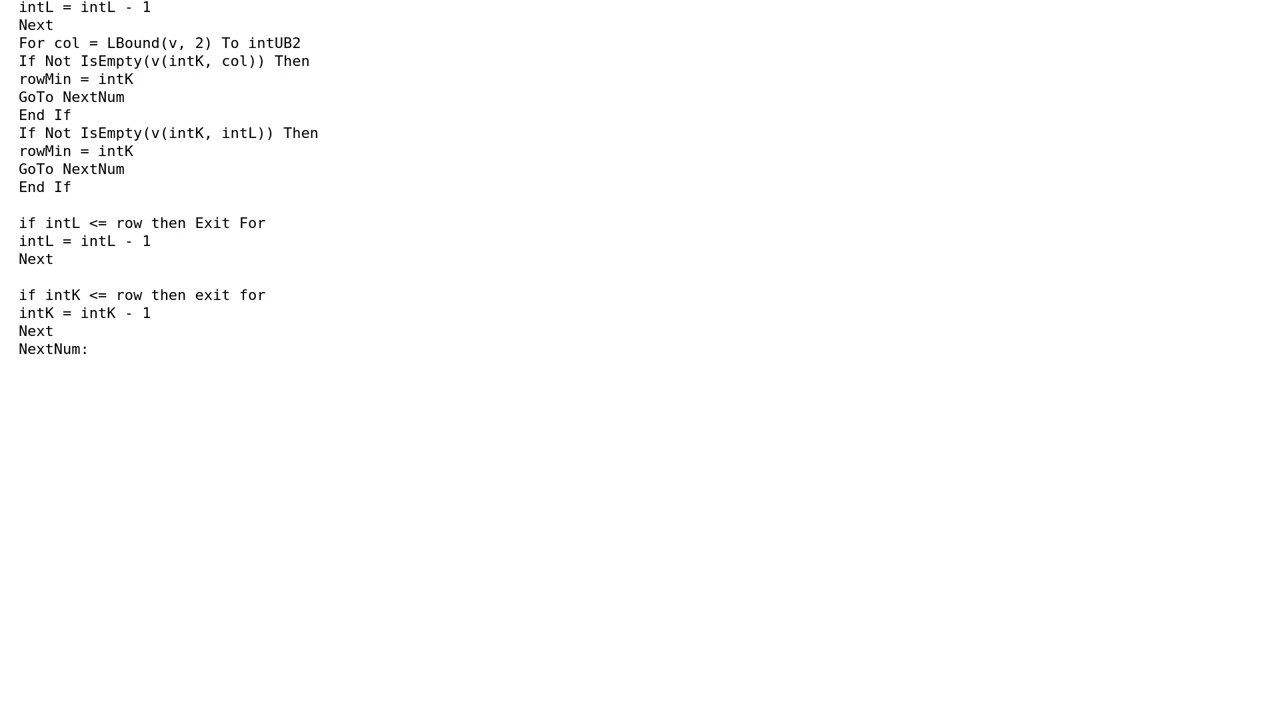 intL = intL - 1
Next
For col = LBound(v, 2) To intUB2
If Not IsEmpty(v(intK, col)) Then
rowMin = intK
GoTo NextNum
End If
If Not IsEmpty(v(intK, intL)) Then
rowMin = intK
GoTo NextNum
End If

if intL <= row then Exit For
intL = intL - 1
Next

if intK <= row then exit for
intK = intK - 1
Next
NextNum: